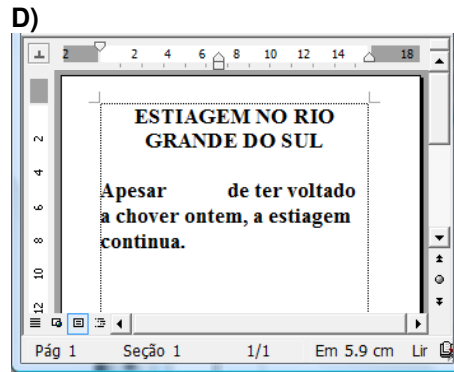 D)
2 2 4 6 8 10 12 14 18
ESTIAGEM NO RIO
GRANDE DO SUL
Apesar de ter voltado
a chover ontem, a estiagem
continua.
2
4
6
8
10
12
Pág 1 Seção 1 1/1 Em 5.9 cm Lir